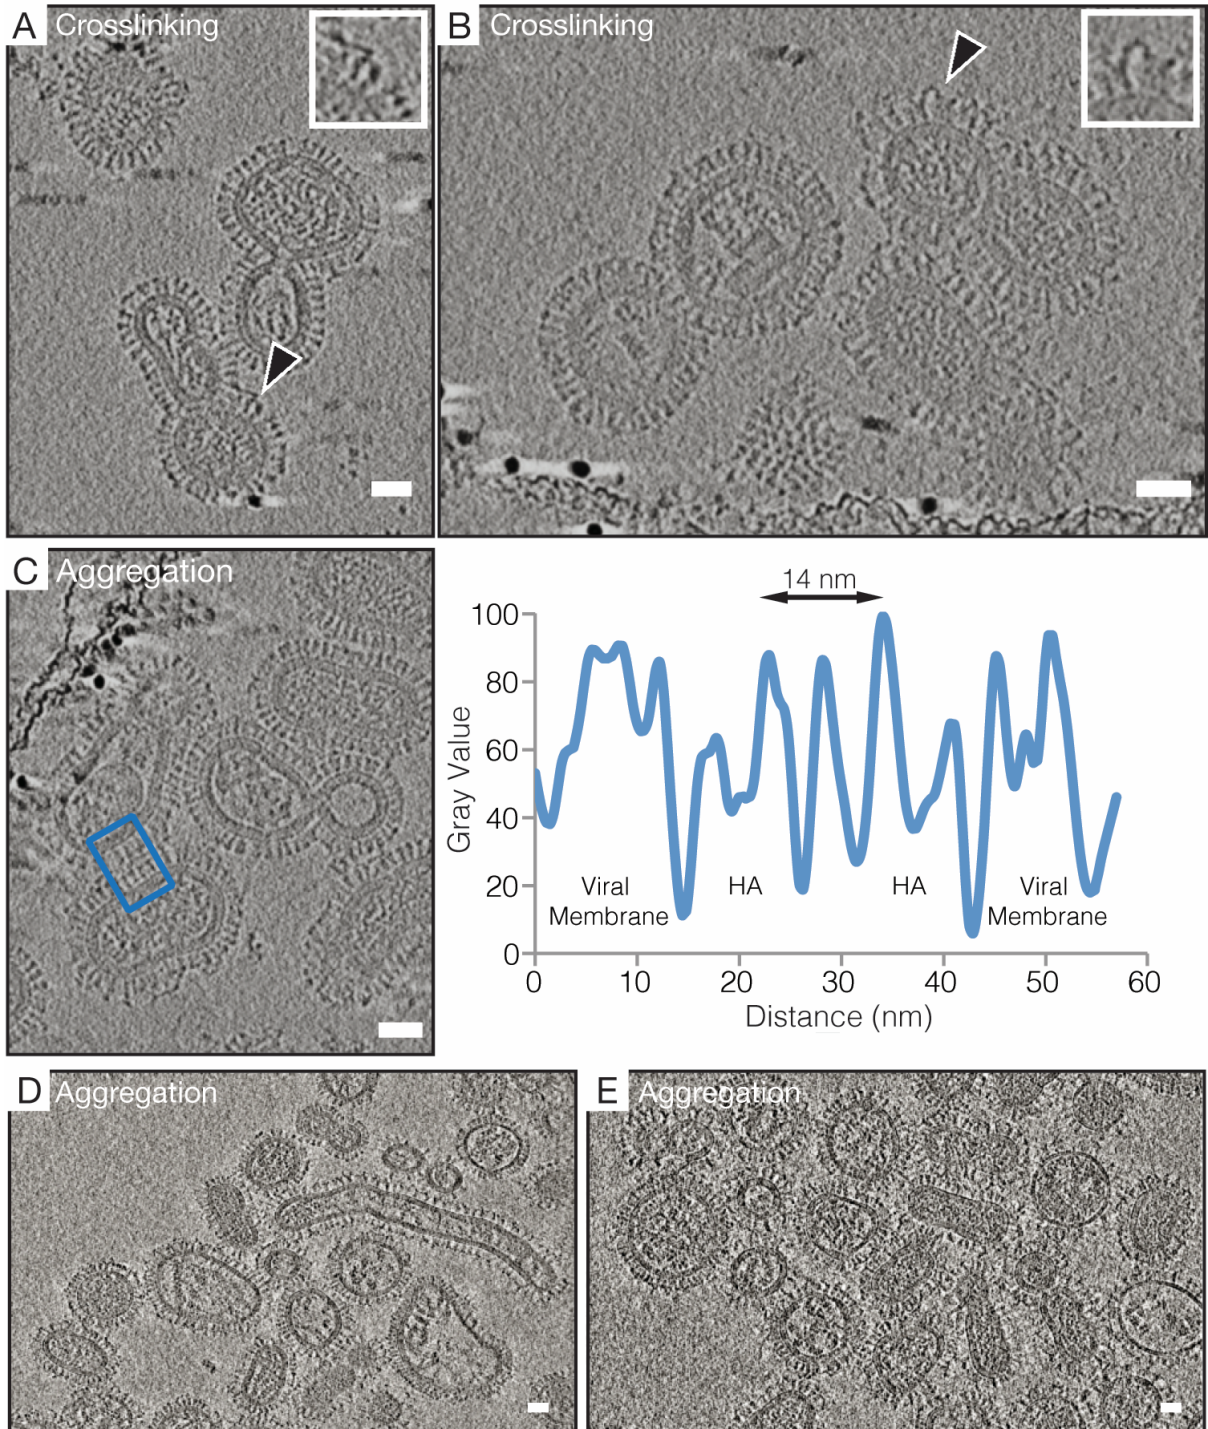 A Crosslinking
B Crosslinking
C Aggregation
14 nm
100
80
60
40
20
0
Gray Value
Viral
Membrane
HA
HA
Viral
Membrane
0 10 20 30 40 50 60
Distance (nm)
D Aggregation
E Aggregation